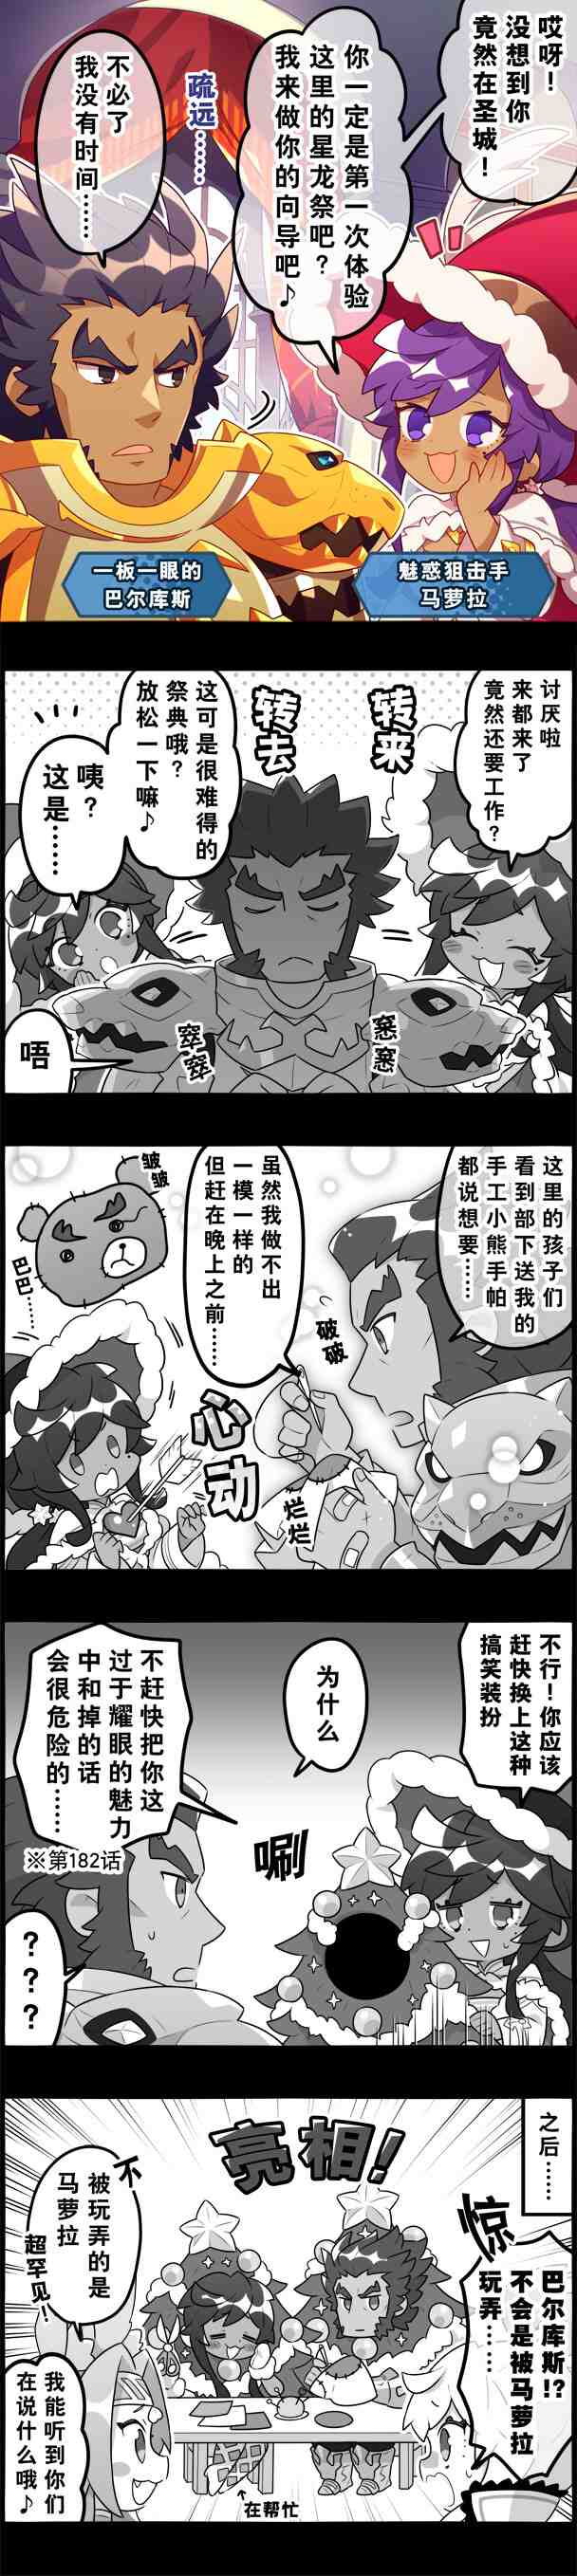 哎呀！
没想到你
竟然在圣城！
你一定是第一次体验
这里的星龙祭吧？
我来做你的向导吧♪
疏远……
不必了
我没有时间……
一板一眼的
巴尔库斯
魅惑狙击手
马萝拉
讨厌啦
来都来了
竟然还要工作？
转来
转去
这可是很难得的
祭典哦？
放松一下嘛♪
咦？
这是……
唔
窸窸
窣窣
这里的孩子们
看到部下送我的
手工小熊手帕
都说想要……
虽然我做不出
一模一样的
但赶在晚上之前……
皱皱
巴巴……
破破
烂烂
心动
不行！你应该
赶快换上这种
搞笑装扮
为什么
不赶快把你这
过于耀眼的魅力
中和掉的话
会很危险的……
※第182话
唰
？？？
之后……
亮相！
惊
巴尔库斯!?
不会是被马萝拉
玩弄……
不
被玩弄的是
马萝拉
超罕见！
我能听到你们
在说什么哦♪
在帮忙